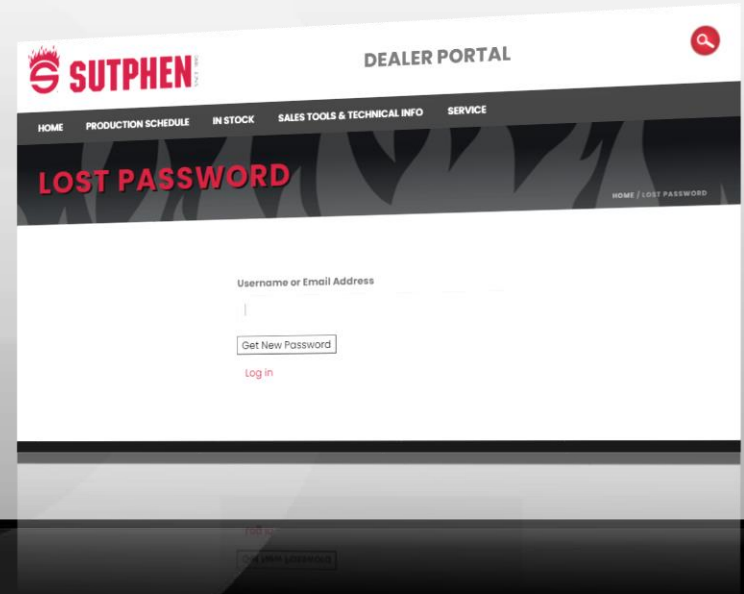 SUTPHEN
DEALER PORTAL
HOME PRODUCTION SCHEDULE IN STOCK SALES TOOLS & TECHNICAL INFO SERVICE
LOST PASSWORD
HOME / LOST PASSWORD
Username or Email Address
Get New Password
Log in